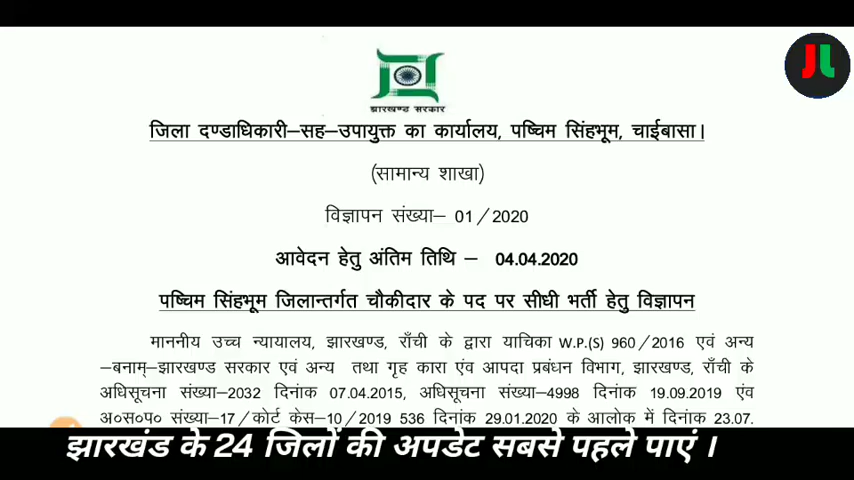 JL
झारखण्ड सरकार
जिला दण्डाधिकारी–सह–उपायुक्त का कार्यालय, पष्चिम सिंहभूम, चाईबासा।
(सामान्य शाखा)
विज्ञापन संख्या– 01/2020
आवेदन हेतु अंतिम तिथि – 04.04.2020
पष्चिम सिंहभूम जिलान्तर्गत चौकीदार के पद पर सीधी भर्ती हेतु विज्ञापन
माननीय उच्च न्यायालय, झारखण्ड, राँची के द्वारा याचिका W.P.(S) 960/2016 एवं अन्य
–बनाम्–झारखण्ड सरकार एवं अन्य तथा गृह कारा एंव आपदा प्रबंधन विभाग, झारखण्ड, राँची के
अधिसूचना संख्या–2032 दिनांक 07.04.2015, अधिसूचना संख्या–4998 दिनांक 19.09.2019 एंव
अ०स०प० संख्या–17/कोर्ट केस–10/2019 536 दिनांक 29.01.2020 के आलोक में दिनांक 23.07.
झारखंड के 24 जिलों की अपडेट सबसे पहले पाएं ।